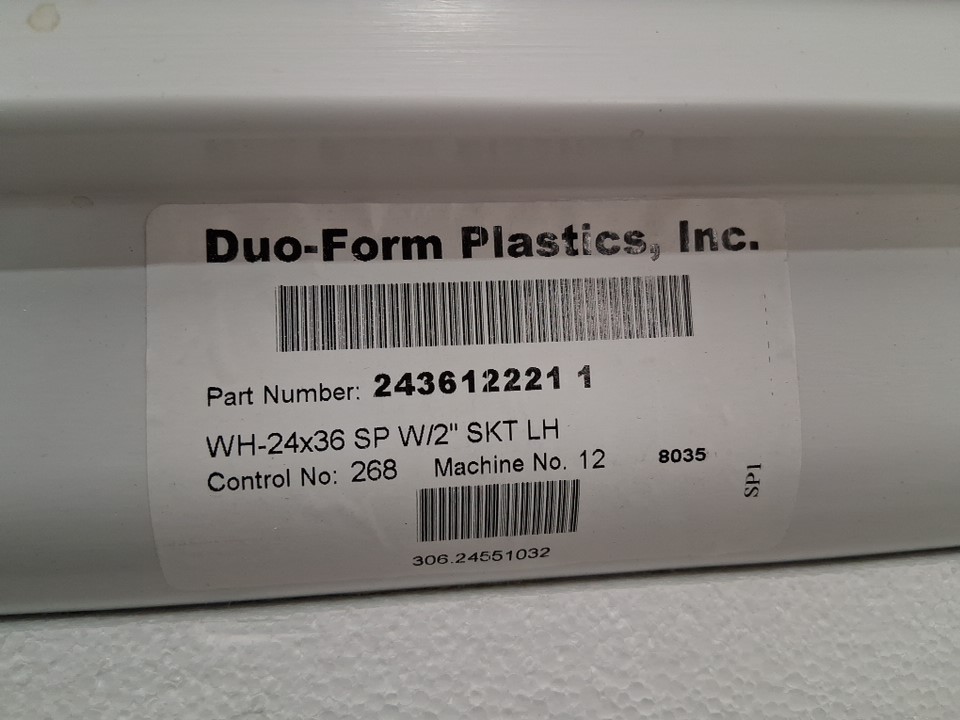 Duo-Form Plastics, Inc.
Part Number: 243612221 1
WH-24x36 SP W/2" SKT LH
Control No: 268 Machine No. 12 8035
SP1
306.24551032